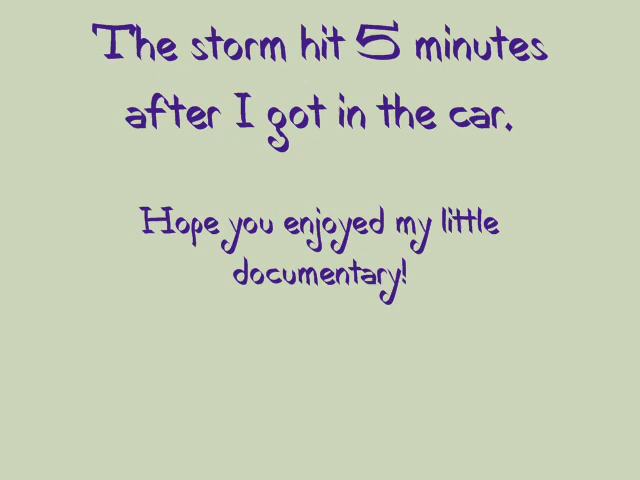 The storm hit 5 minutes
after I got in the car.
Hope you enjoyed my little
documentary!